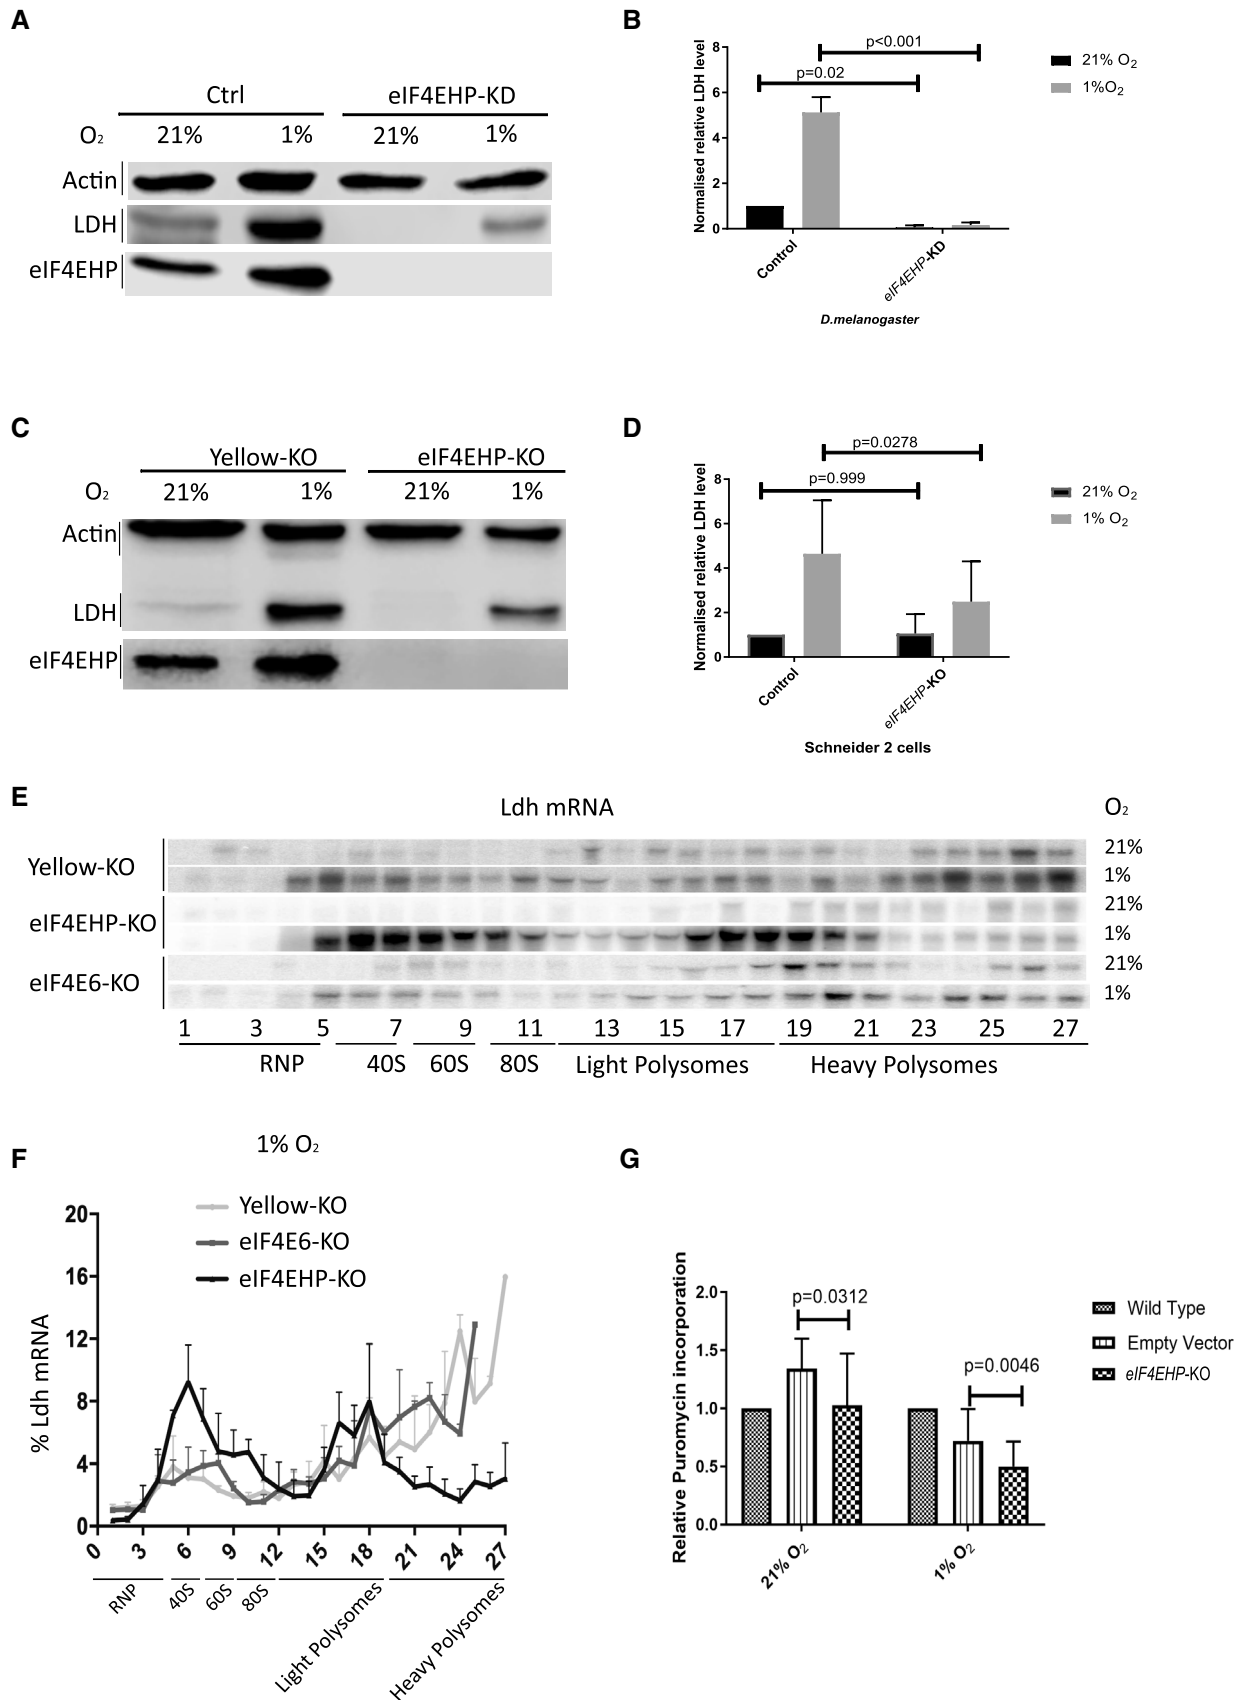 A
Ctrl
eIF4EHP-KD
O2
21%
1%
21%
1%
Actin
LDH
eIF4EHP
B
Normalised relative LDH level
8
6
4
2
0
p<0.001
p=0.02
21% O2
1%O2
Control
eIF4EHP-KD
D.melanogaster
C
Yellow-KO
eIF4EHP-KO
O2
21%
1%
21%
1%
Actin
LDH
eIF4EHP
D
Normalised relative LDH level
8
6
4
2
0
p=0.0278
p=0.999
21% O2
1% O2
Control
eIF4EHP-KO
Schneider 2 cells
E
Ldh mRNA
O2
Yellow-KO
21%
1%
eIF4EHP-KO
21%
1%
eIF4E6-KO
21%
1%
1 3 5 7 9 11 13 15 17 19 21 23 25 27
RNP 40S 60S 80S Light Polysomes Heavy Polysomes
F
1% O2
Yellow-KO
eIF4E6-KO
eIF4EHP-KO
% Ldh mRNA
20
16
12
8
4
0
0 3 6 9 12 15 18 21 24 27
RNP 40S 60S 80S Light Polysomes Heavy Polysomes
G
Relative Puromycin incorporation
2.0
1.5
1.0
0.5
0.0
p=0.0312
p=0.0046
Wild Type
Empty Vector
eIF4EHP-KO
21% O2
1% O2